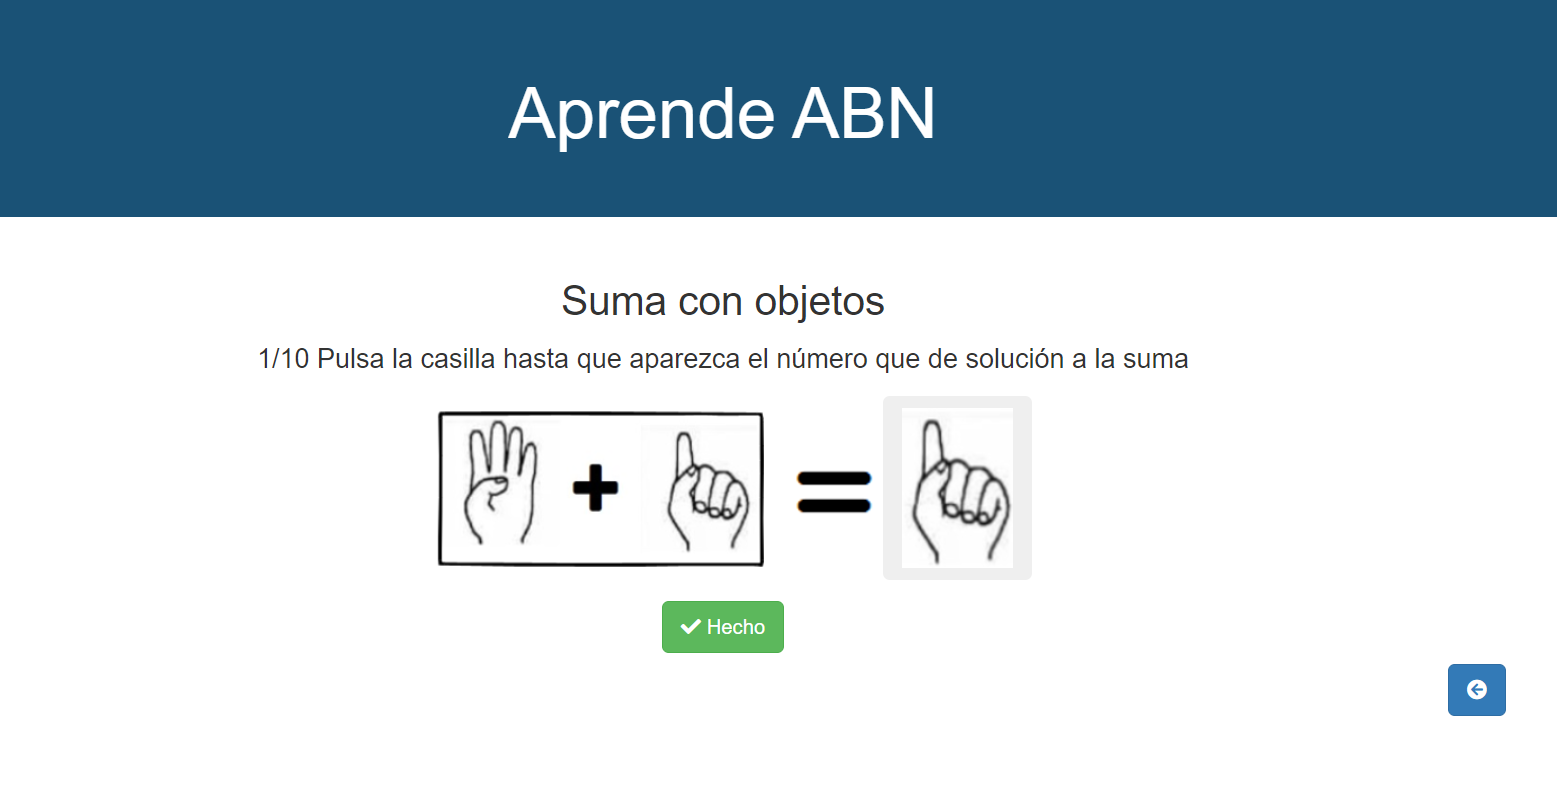 Aprende ABN
Suma con objetos
1/10 Pulsa la casilla hasta que aparezca el número que de solución a la suma
+ =
Hecho